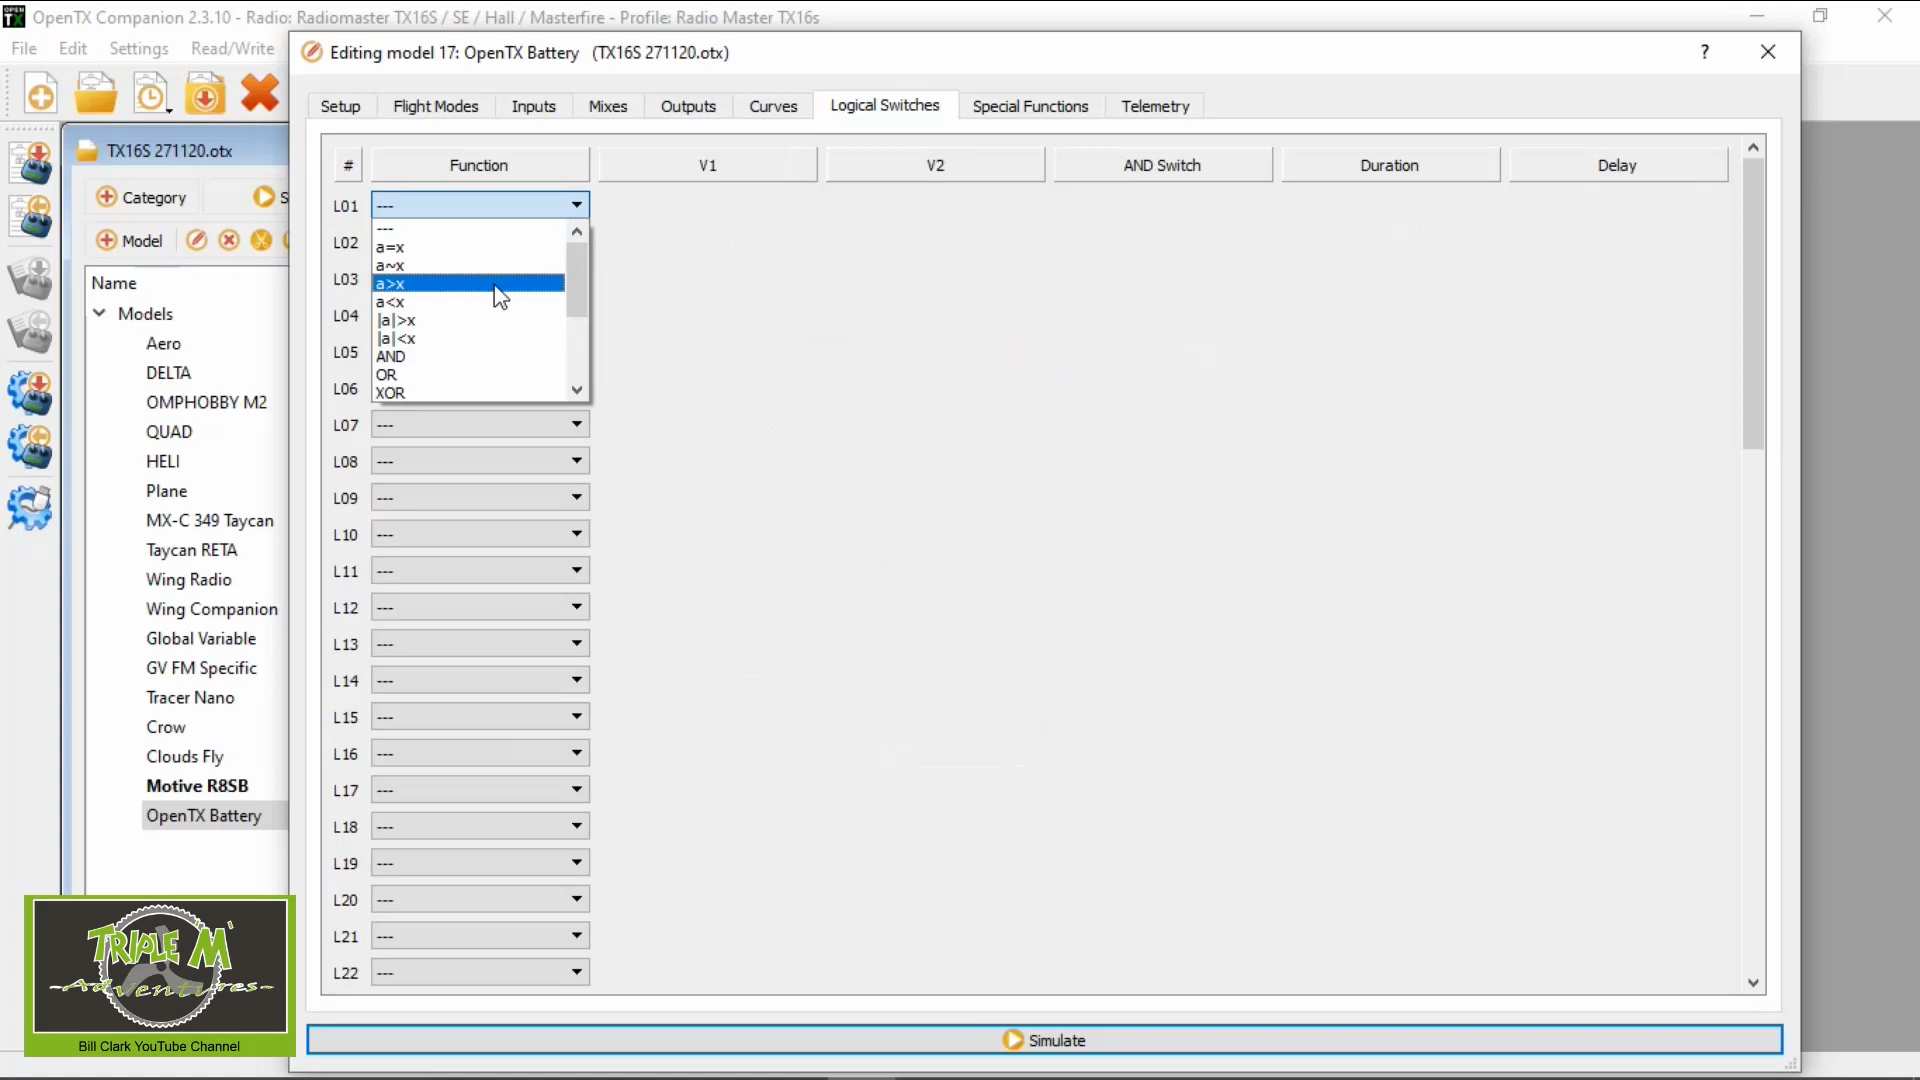 OpenTX Companion 2.3.10 - Radio: Radiomaster TX16S / SE / Hall / Masterfire - Profile: Radio Master TX16s
File Edit Settings Read/Write
Editing model 17: OpenTX Battery (TX16S 271120.otx)
Setup Flight Modes Inputs Mixes Outputs Curves Logical Switches Special Functions Telemetry
TX16S 271120.otx
Category
Model
Name
Models
Aero
DELTA
OMPHOBBY M2
QUAD
HELI
Plane
MX-C 349 Taycan
Taycan RETA
Wing Radio
Wing Companion
Global Variable
GV FM Specific
Tracer Nano
Crow
Clouds Fly
Motive R8SB
OpenTX Battery
# Function V1 V2 AND Switch Duration Delay
L01 ---
---
a=x
a~x
a>x
a<x
|a|>x
|a|<x
AND
OR
XOR
L02
L03
L04
L05
L06
L07 ---
L08 ---
L09 ---
L10 ---
L11 ---
L12 ---
L13 ---
L14 ---
L15 ---
L16 ---
L17 ---
L18 ---
L19 ---
L20 ---
L21 ---
L22 ---
Simulate
TRIPLE M
-Adventures-
Bill Clark YouTube Channel